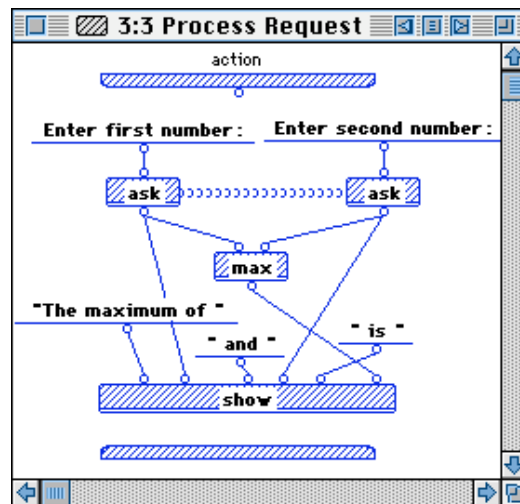 3:3 Process Request
action
Enter first number:
Enter second number:
ask
ask
max
"The maximum of "
" and "
" is "
show